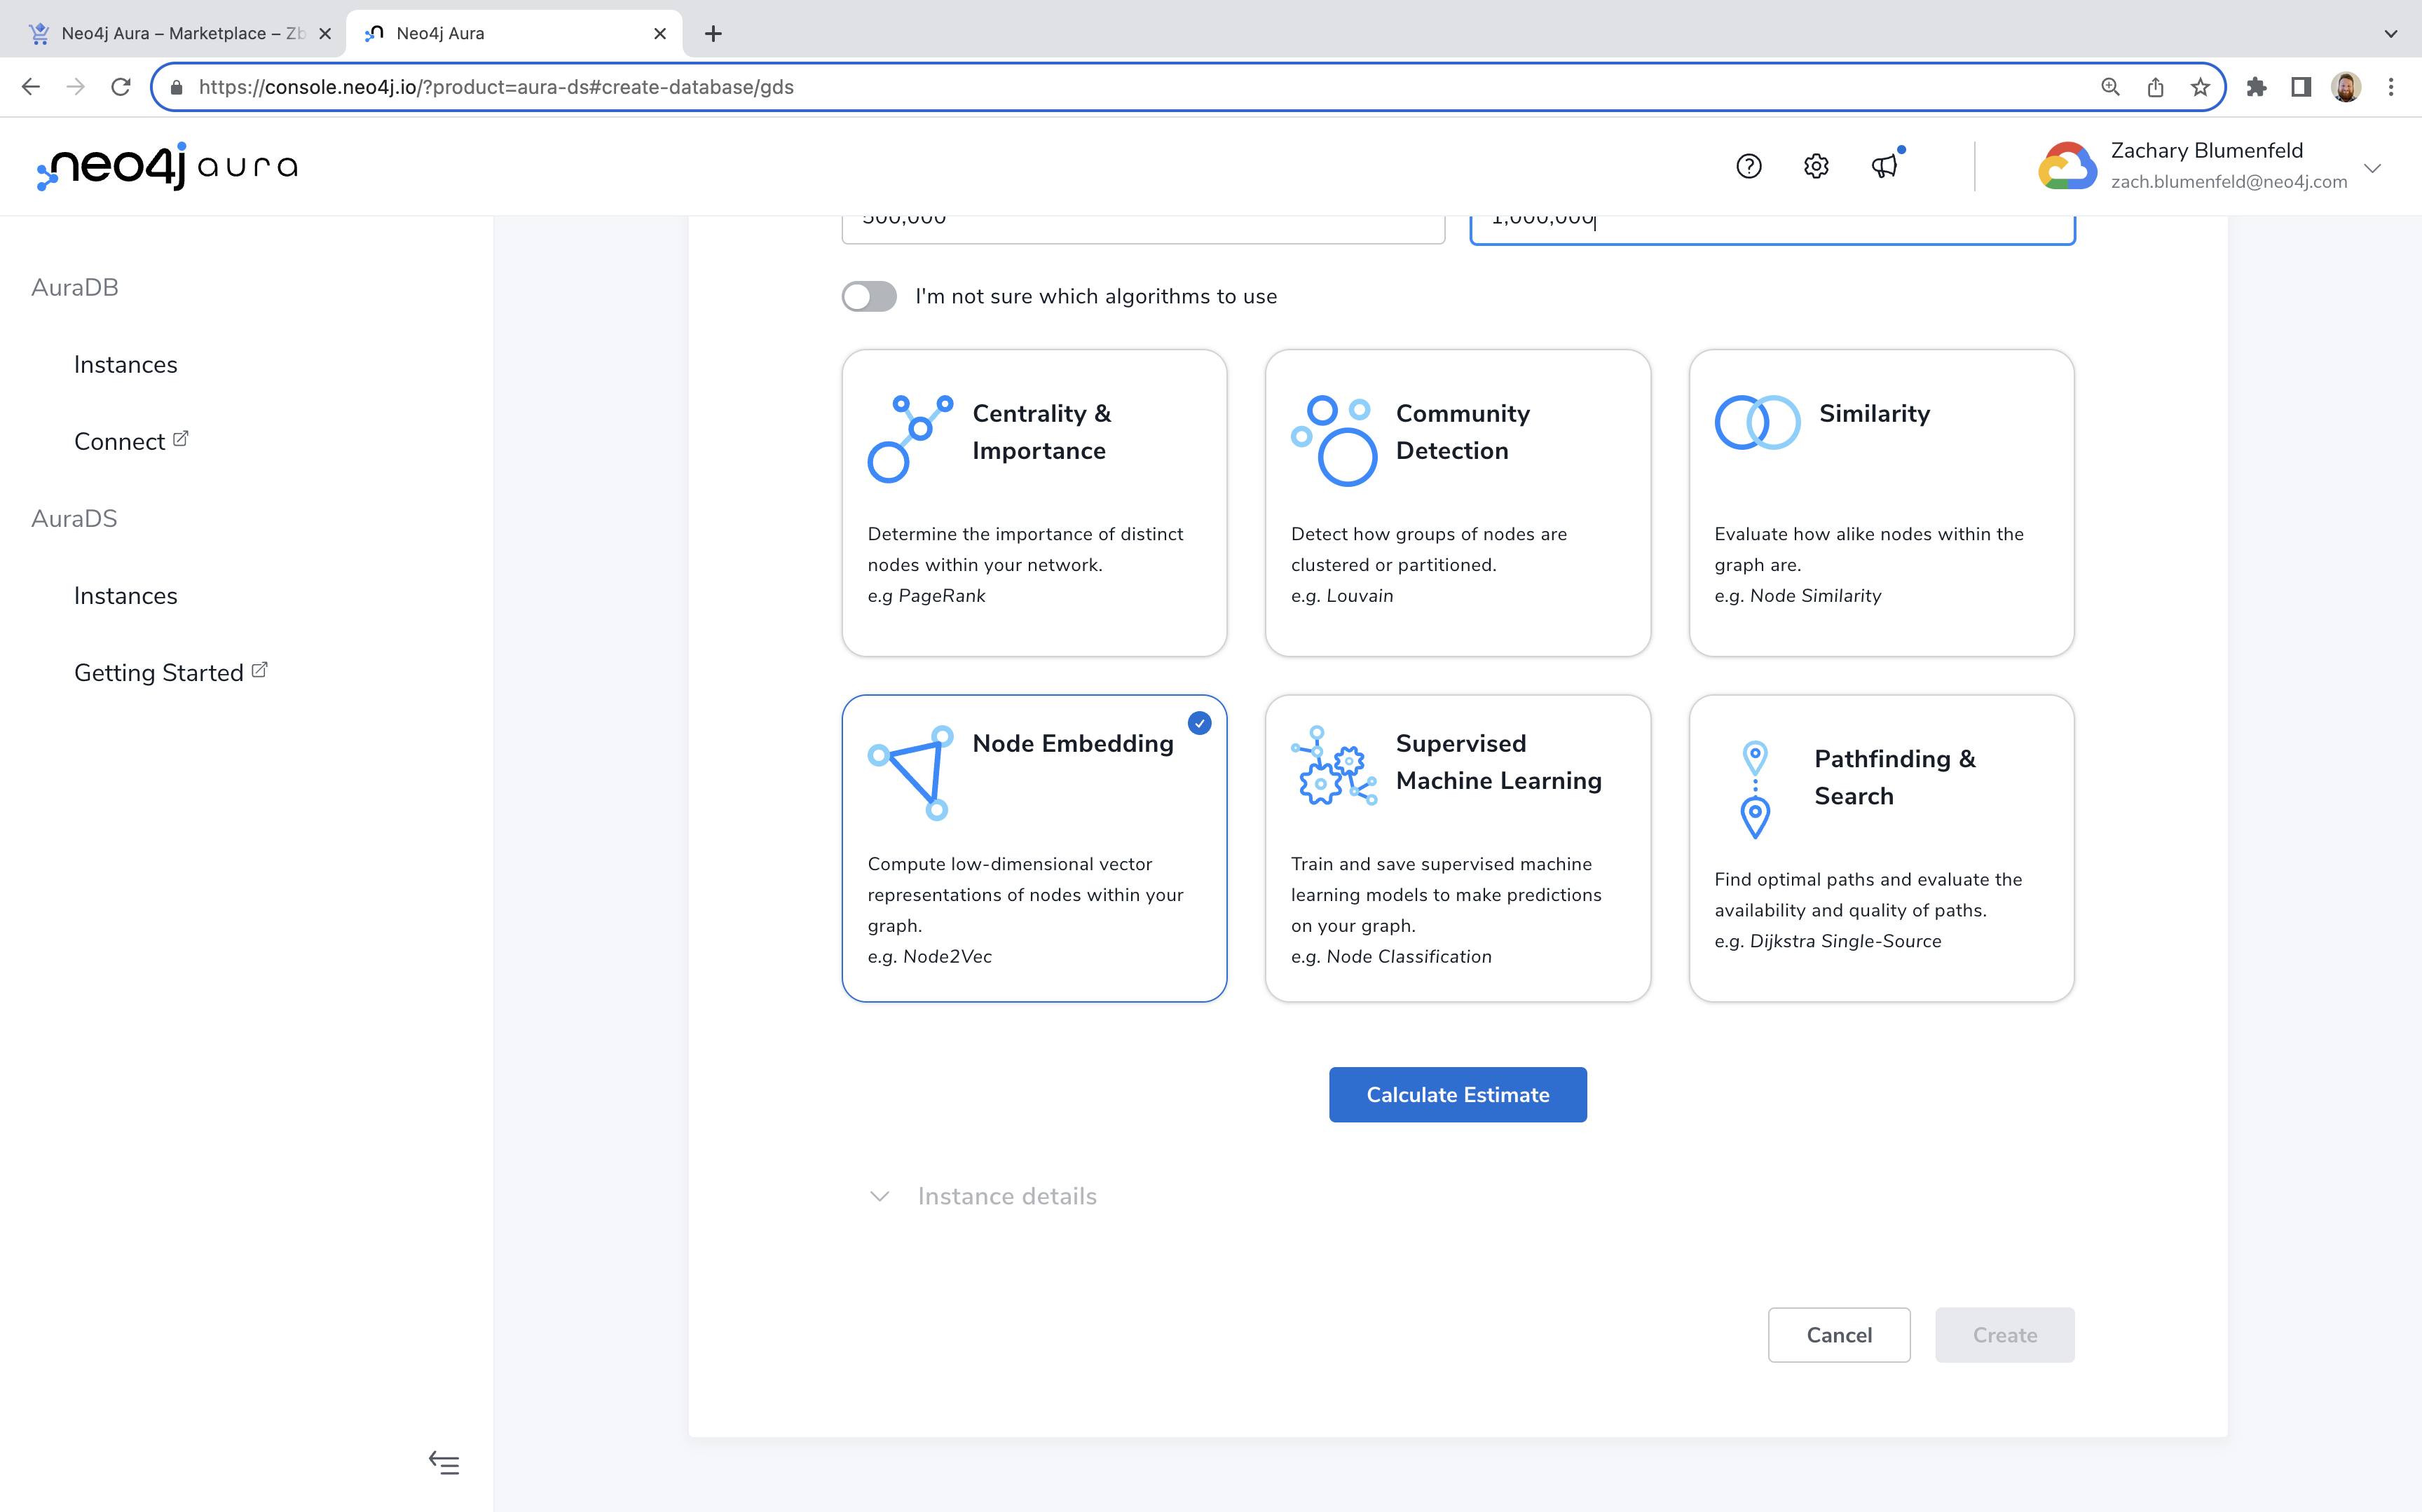 Neo4j Aura – Marketplace – Zb
Neo4j Aura
https://console.neo4j.io/?product=aura-ds#create-database/gds
neo4j aura
Zachary Blumenfeld
zach.blumenfeld@neo4j.com
AuraDB
Instances
Connect
AuraDS
Instances
Getting Started
500,000
1,000,000
I'm not sure which algorithms to use
Centrality &
Importance
Determine the importance of distinct
nodes within your network.
e.g PageRank
Community
Detection
Detect how groups of nodes are
clustered or partitioned.
e.g. Louvain
Similarity
Evaluate how alike nodes within the
graph are.
e.g. Node Similarity
Node Embedding
Compute low-dimensional vector
representations of nodes within your
graph.
e.g. Node2Vec
Supervised
Machine Learning
Train and save supervised machine
learning models to make predictions
on your graph.
e.g. Node Classification
Pathfinding &
Search
Find optimal paths and evaluate the
availability and quality of paths.
e.g. Dijkstra Single-Source
Calculate Estimate
Instance details
Cancel
Create